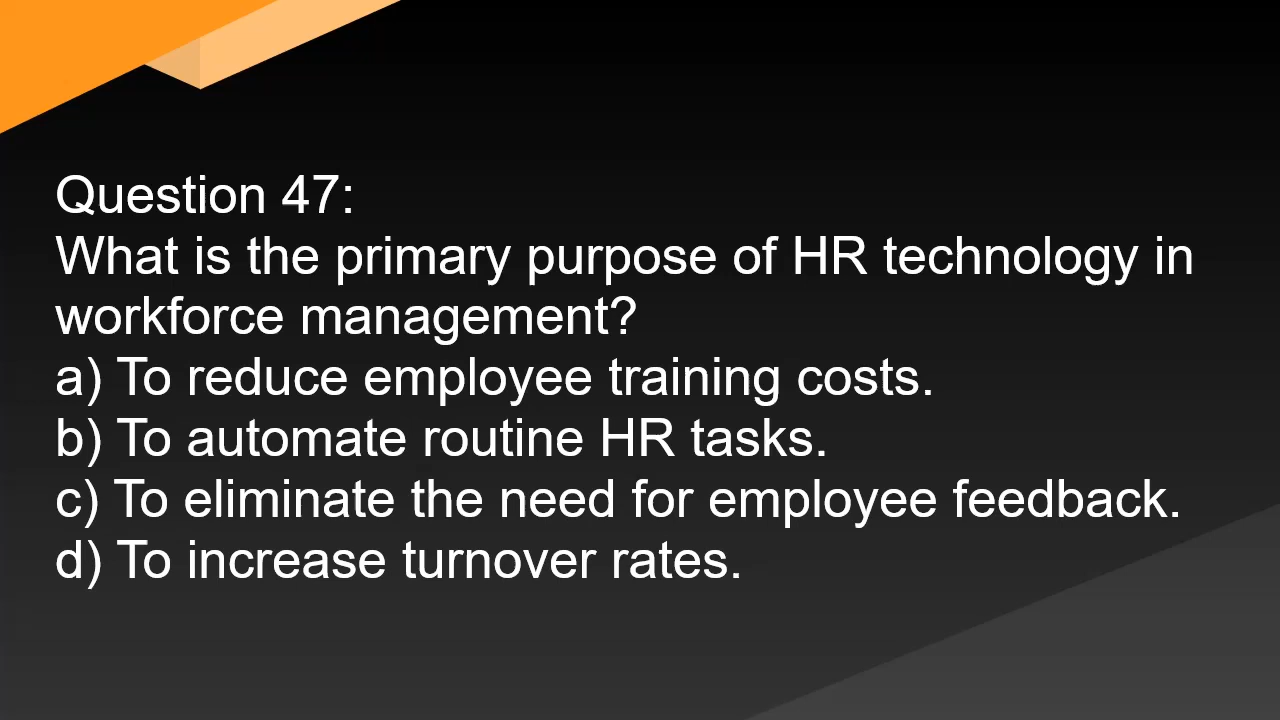 Question 47:
What is the primary purpose of HR technology in
workforce management?
a) To reduce employee training costs.
b) To automate routine HR tasks.
c) To eliminate the need for employee feedback.
d) To increase turnover rates.